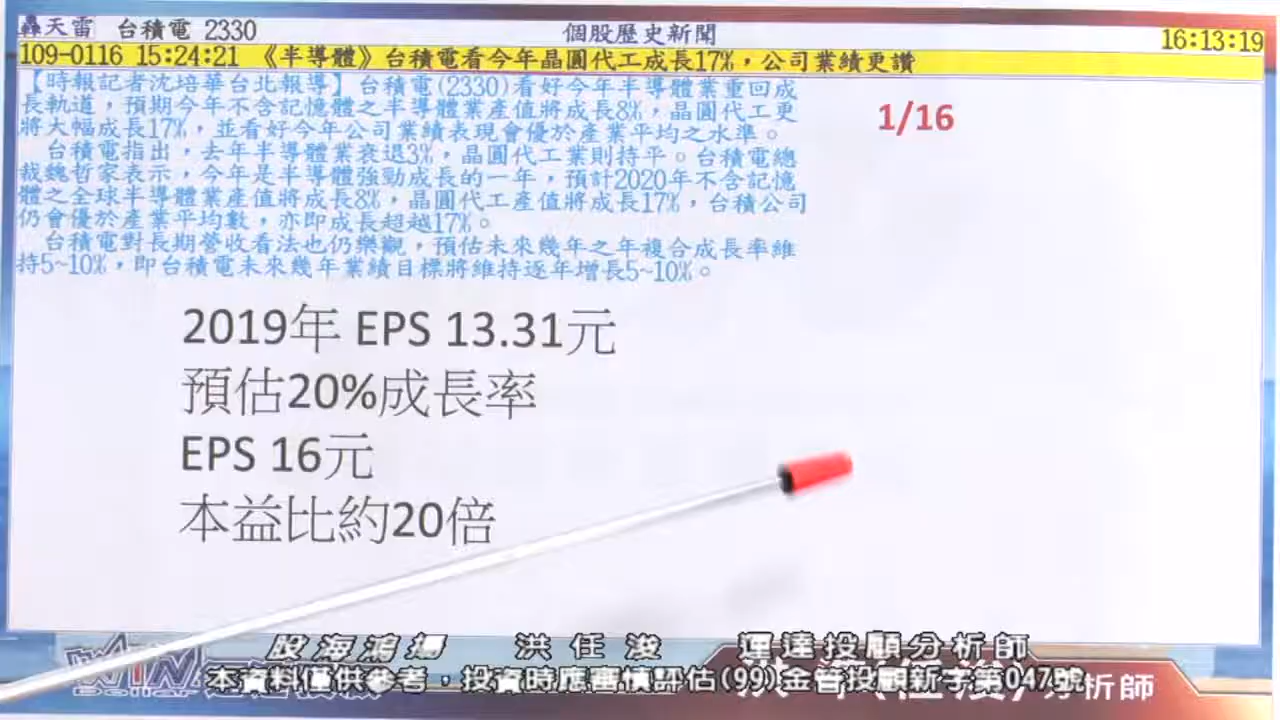 轟天雷 台積電 2330 個股歷史新聞 16:13:19
109-0116 15:24:21 《半導體》台積電看今年晶圓代工成長17%，公司業績更讚
【時報記者沈培華台北報導】台積電(2330)看好今年半導體業重回成
長軌道，預期今年不含記憶體之半導體業產值將成長8%，晶圓代工更
將大幅成長17%，並看好今年公司業績表現會優於產業平均之水準。
台積電指出，去年半導體業衰退3%，晶圓代工業則持平。台積電總
裁魏哲家表示，今年是半導體強勁成長的一年，預計2020年不含記憶
體之全球半導體業產值將成長8%，晶圓代工產值將成長17%，台積公司
仍會優於產業平均數，亦即成長超越17%。
台積電對長期營收看法也仍樂觀，預估未來幾年之年複合成長率維
持5~10%，即台積電未來幾年業績目標將維持逐年增長5~10%。
1/16
2019年 EPS 13.31元
預估20%成長率
EPS 16元
本益比約20倍
股海鴻揚 洪任浚 運達投顧分析師
本資料僅供參考，投資時應審慎評估(99)金管投顧新字第047號
分析師